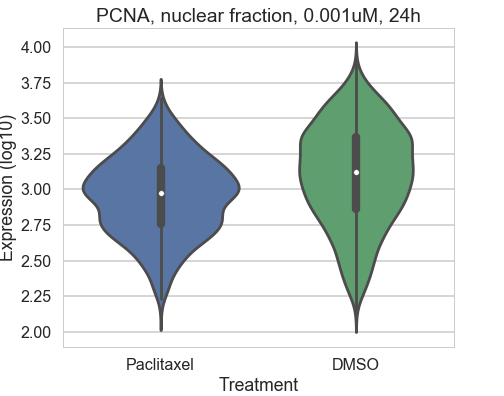 PCNA, nuclear fraction, 0.001uM, 24h
Expression (log10)
4.00
3.75
3.50
3.25
3.00
2.75
2.50
2.25
2.00
Paclitaxel DMSO
Treatment